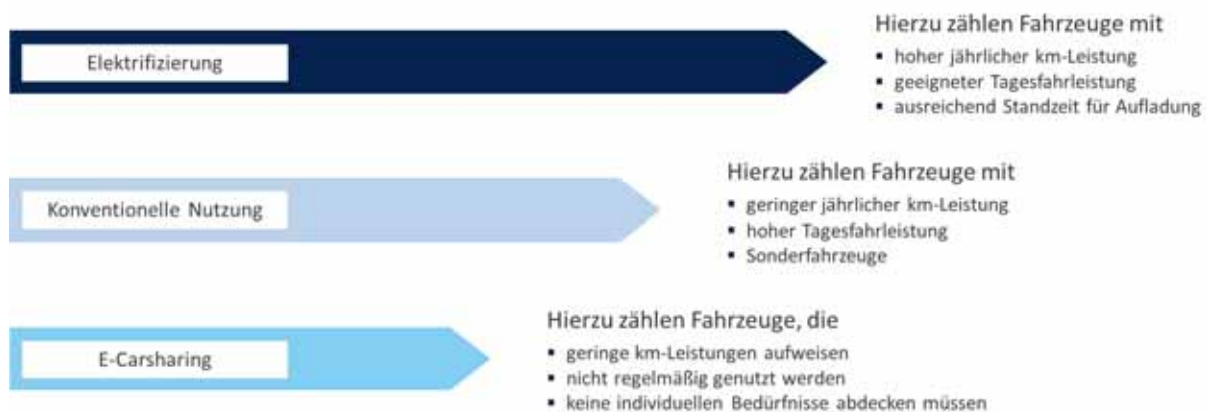 Elektrifizierung
Hierzu zählen Fahrzeuge mit
▪ hoher jährlicher km-Leistung
▪ geeigneter Tagesfahrleistung
▪ ausreichend Standzeit für Aufladung
Konventionelle Nutzung
Hierzu zählen Fahrzeuge mit
▪ geringer jährlicher km-Leistung
▪ hoher Tagesfahrleistung
▪ Sonderfahrzeuge
E-Carsharing
Hierzu zählen Fahrzeuge, die
▪ geringe km-Leistungen aufweisen
▪ nicht regelmäßig genutzt werden
▪ keine individuellen Bedürfnisse abdecken müssen